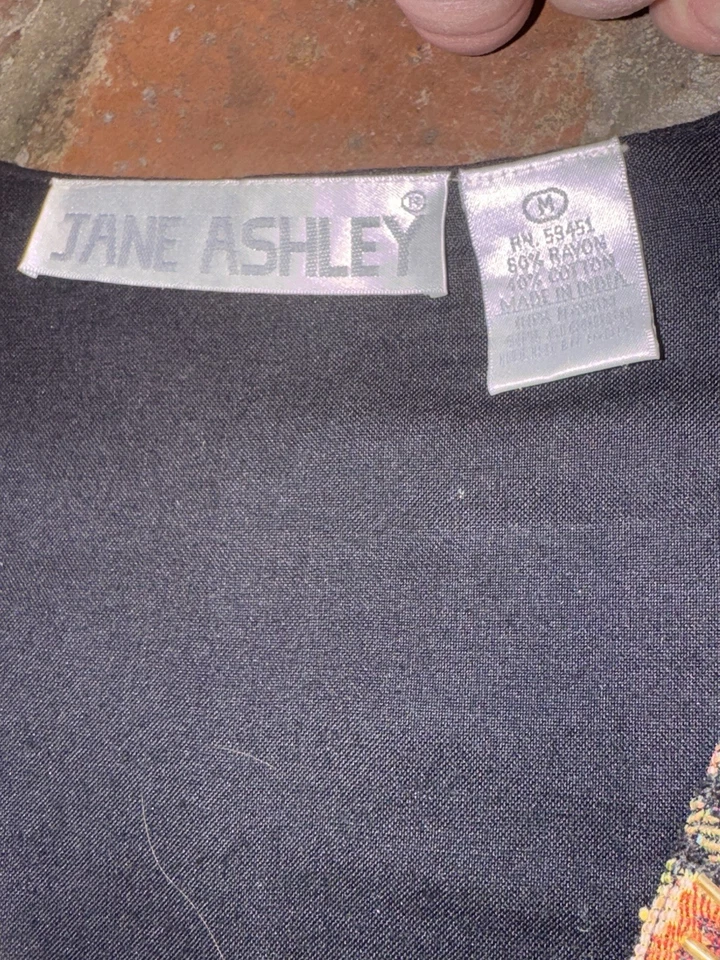 JANE ASHLEY®
M
RN. 59451
60% RAYON
40% COTTON
MADE IN INDIA